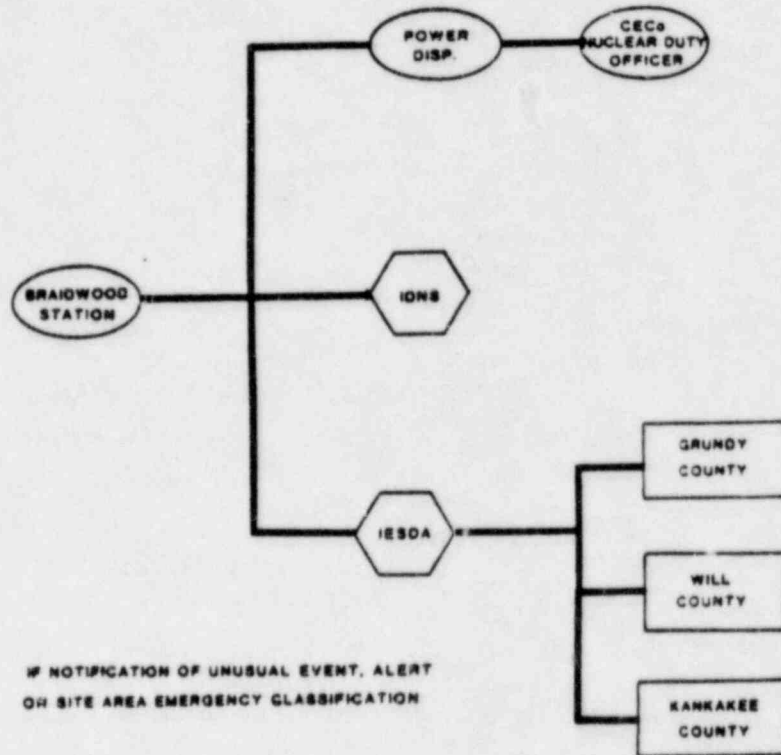 POWER
DISP.
CECo
NUCLEAR DUTY
OFFICER
BRAIDWOOD
STATION
IDNS
IESDA
GRUNDY
COUNTY
WILL
COUNTY
KANKAKEE
COUNTY
IF NOTIFICATION OF UNUSUAL EVENT, ALERT
OR SITE AREA EMERGENCY CLASSIFICATION